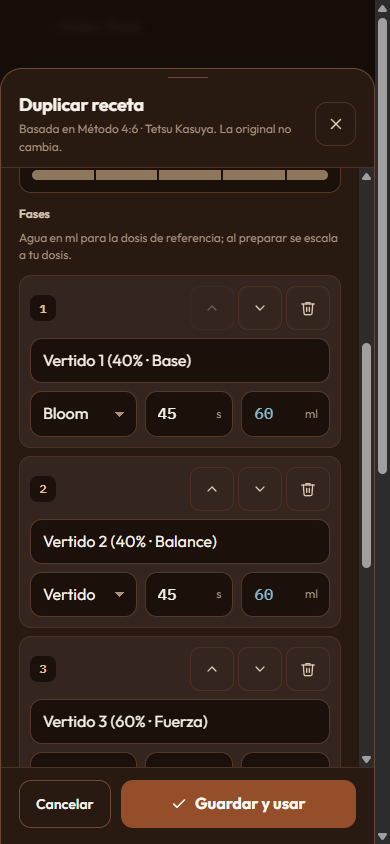 Duplicar receta
Basada en Método 4:6 · Tetsu Kasuya. La original no
cambia.
Fases
Agua en ml para la dosis de referencia; al preparar se escala
a tu dosis.
1
Vertido 1 (40% · Base)
Bloom 45 s 60 ml
2
Vertido 2 (40% · Balance)
Vertido 45 s 60 ml
3
Vertido 3 (60% · Fuerza)
Cancelar Guardar y usar